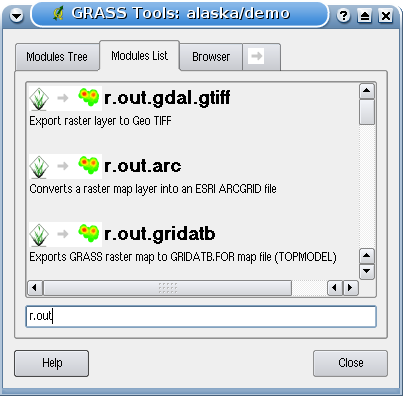 GRASS Tools: alaska/demo
Modules Tree
Modules List
Browser
r.out.gdal.gtiff
Export raster layer to Geo TIFF
r.out.arc
Converts a raster map layer into an ESRI ARCGRID file
r.out.gridatb
Exports GRASS raster map to GRIDATB.FOR map file (TOPMODEL)
r.out
Help
Close